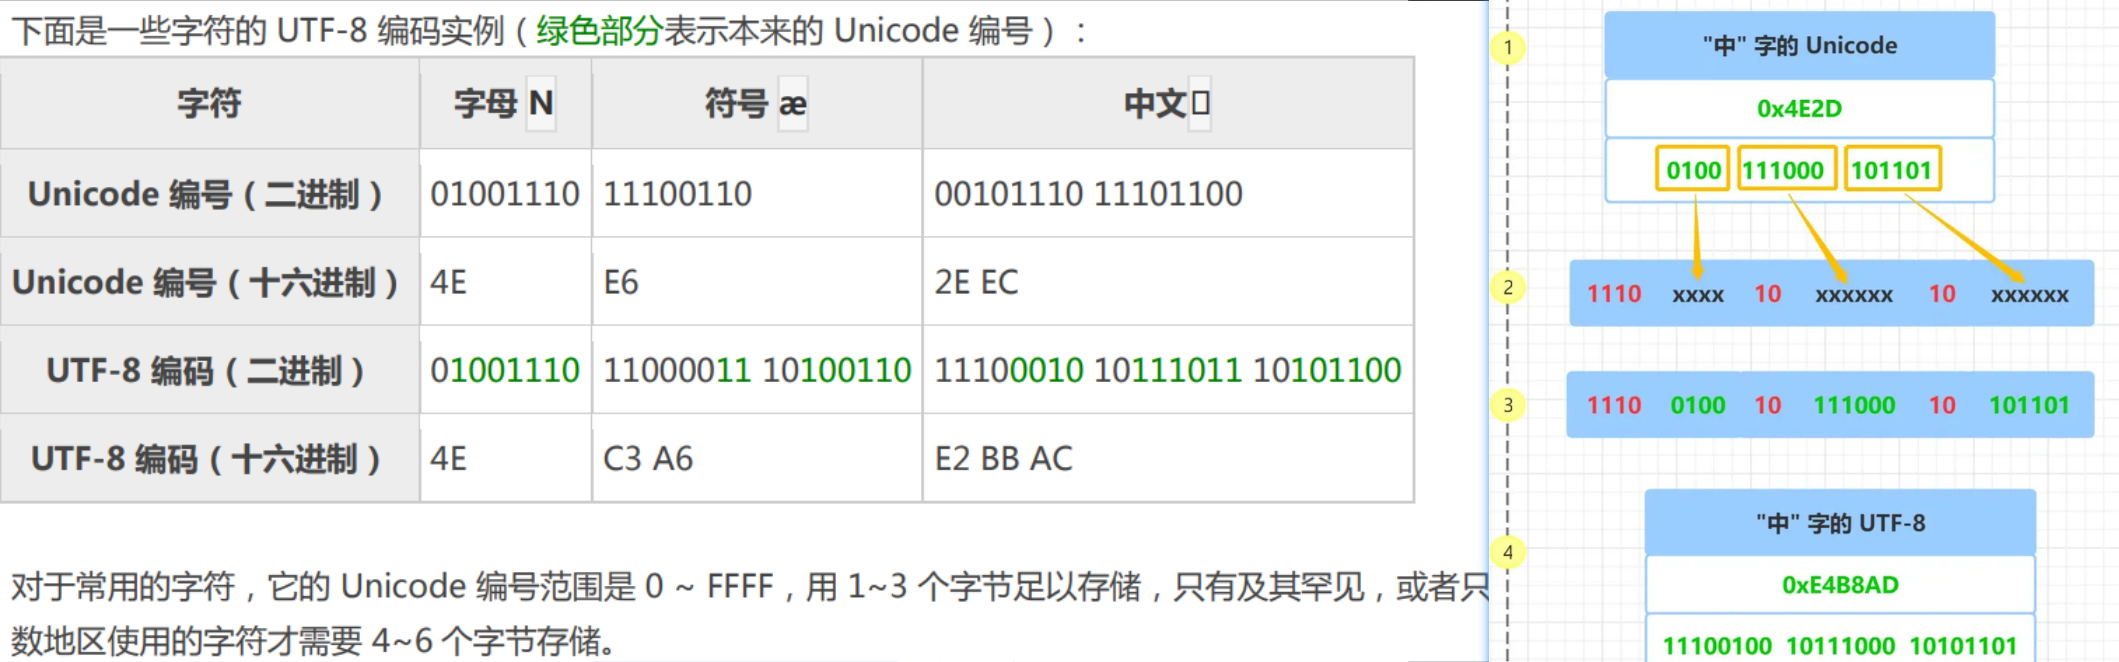 下面是一些字符的 UTF-8 编码实例（绿色部分表示本来的 Unicode 编号）：
字符 字母 N 符号 æ 中文
Unicode 编号（二进制） 01001110 11100110 00101110 11101100
Unicode 编号（十六进制） 4E E6 2E EC
UTF-8 编码（二进制） 01001110 11000011 10100110 11100010 10111011 10101100
UTF-8 编码（十六进制） 4E C3 A6 E2 BB AC
对于常用的字符，它的 Unicode 编号范围是 0 ~ FFFF，用 1~3 个字节足以存储，只有及其罕见，或者只
数地区使用的字符才需要 4~6 个字节存储。
1
"中" 字的 Unicode
0x4E2D
0100 111000 101101
2
1110 xxxx 10 xxxxxx 10 xxxxxx
3
1110 0100 10 111000 10 101101
4
"中" 字的 UTF-8
0xE4B8AD
11100100 10111000 10101101